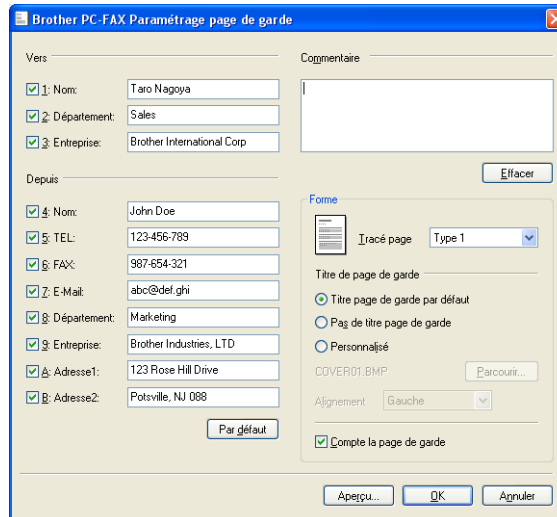 Brother PC-FAX Paramétrage page de garde
Vers
1: Nom: Taro Nagoya
2: Département: Sales
3: Entreprise: Brother International Corp
Depuis
4: Nom: John Doe
5: TEL: 123-456-789
6: FAX: 987-654-321
7: E-Mail: abc@def.ghi
8: Département: Marketing
9: Entreprise: Brother Industries, LTD
A: Adresse1: 123 Rose Hill Drive
B: Adresse2: Potsville, NJ 088
Par défaut
Commentaire
Effacer
Forme
Tracé page Type 1
Titre de page de garde
Titre page de garde par défaut
Pas de titre page de garde
Personnalisé
COVER01.BMP Parcourir...
Alignement Gauche
Compte la page de garde
Aperçu... OK Annuler